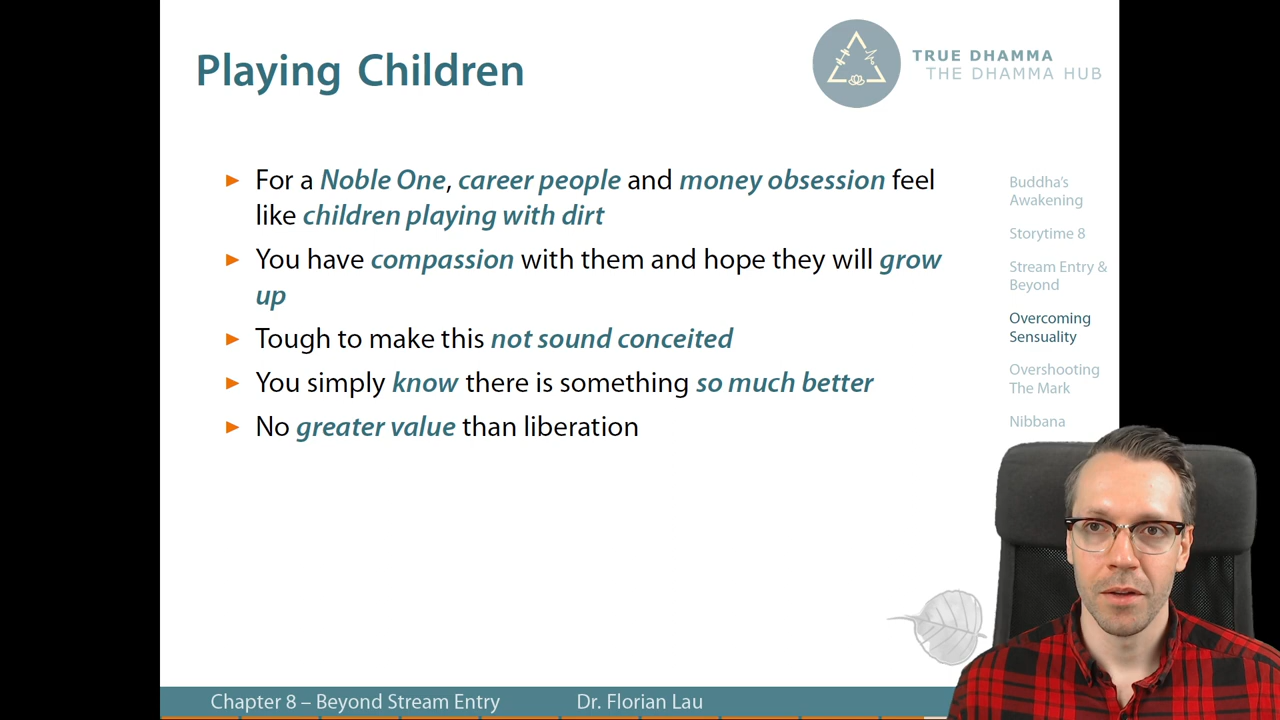 Playing Children
TRUE DHAMMA
THE DHAMMA HUB
For a Noble One, career people and money obsession feel
like children playing with dirt
You have compassion with them and hope they will grow
up
Tough to make this not sound conceited
You simply know there is something so much better
No greater value than liberation
Buddha's
Awakening
Storytime 8
Stream Entry &
Beyond
Overcoming
Sensuality
Overshooting
The Mark
Nibbana
Chapter 8 – Beyond Stream Entry
Dr. Florian Lau